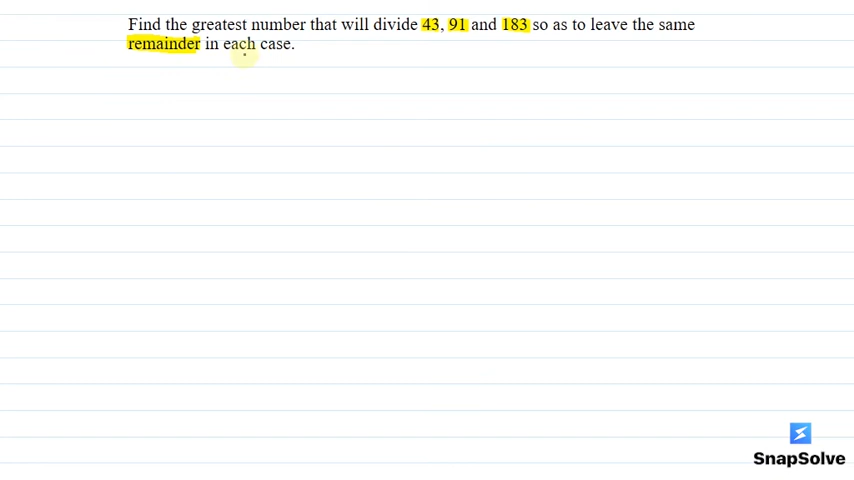 Find the greatest number that will divide 43, 91 and 183 so as to leave the same
remainder in each case.
SnapSolve